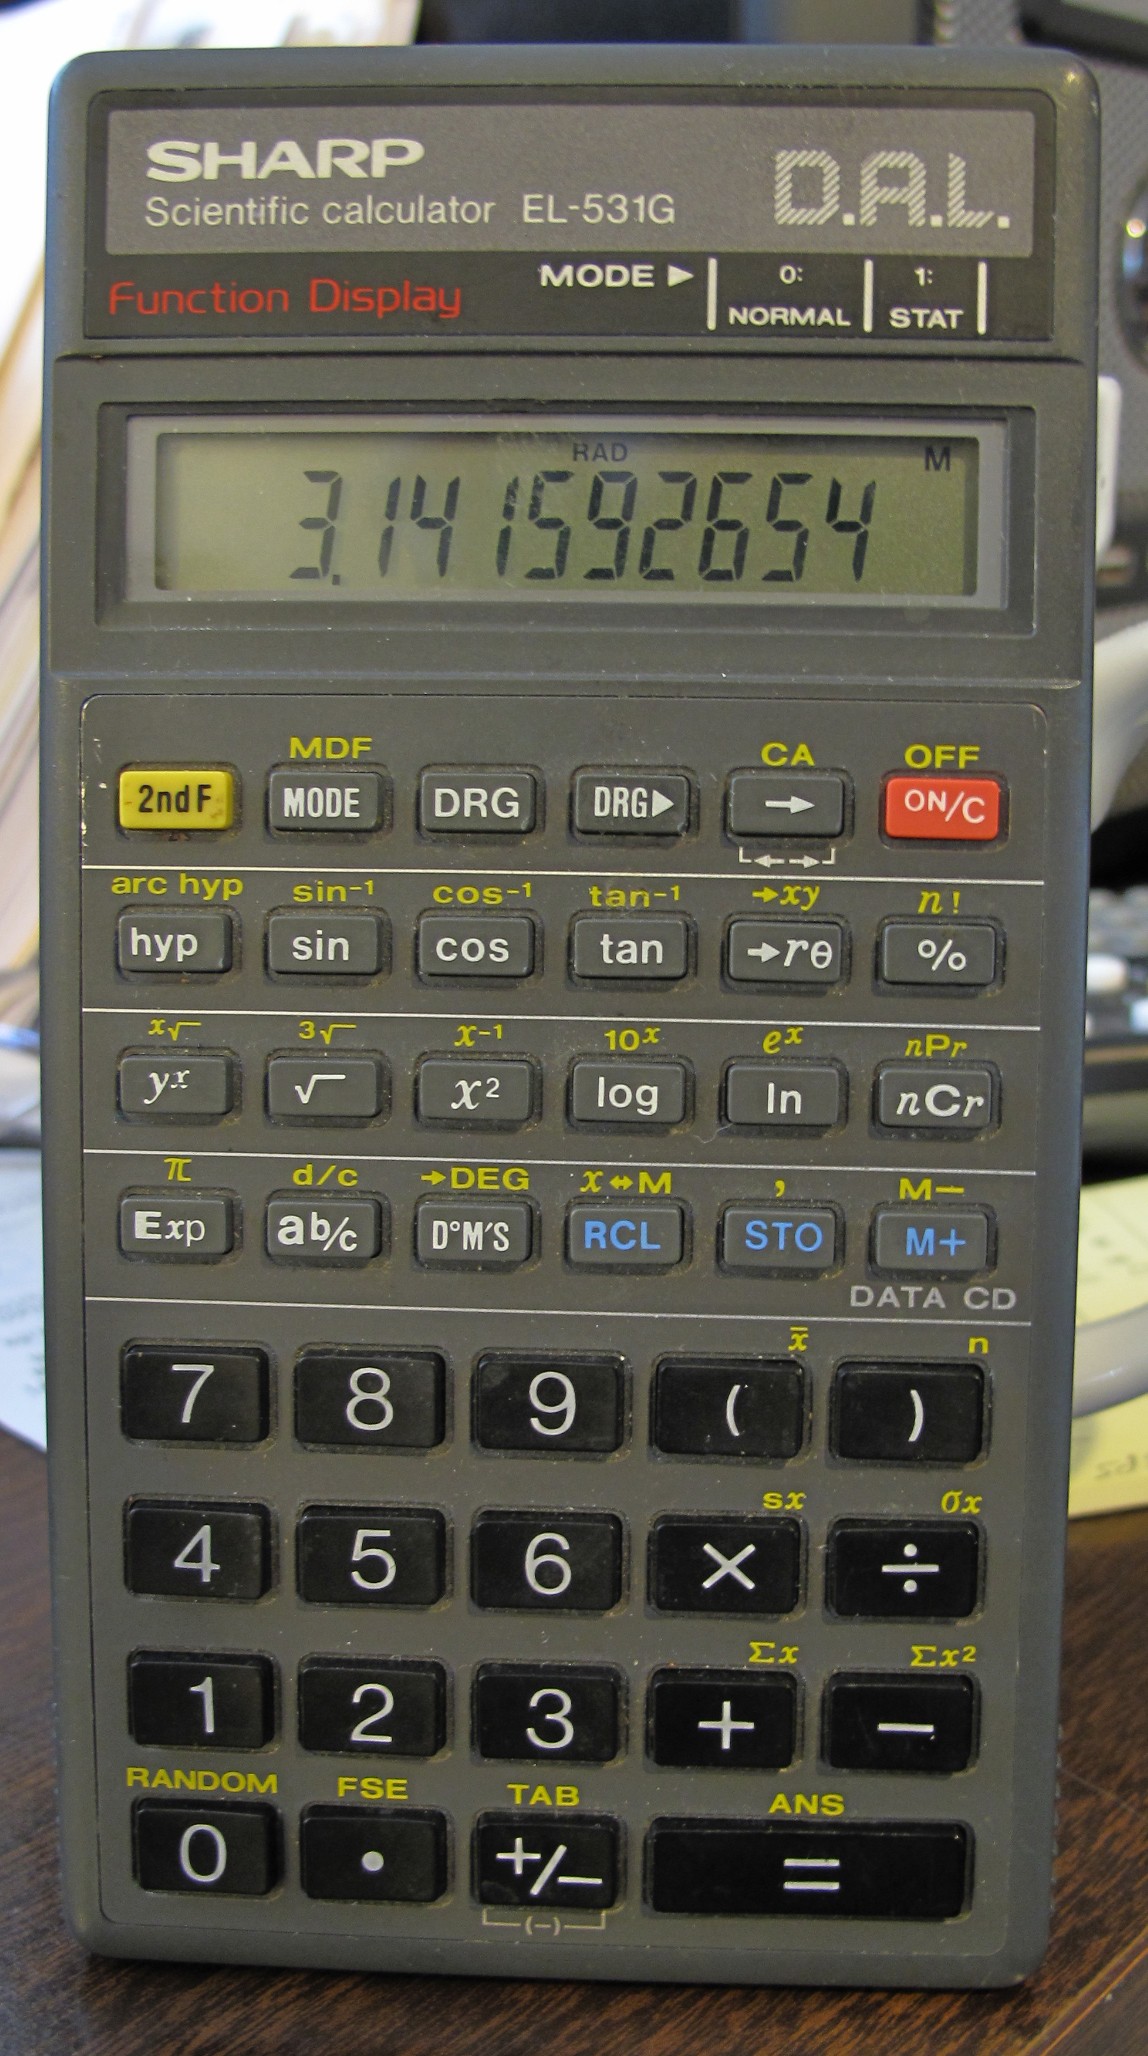 SHARP
Scientific calculator EL-531G D.A.L.
Function Display MODE ▶ 0: NORMAL 1: STAT
RAD M
3.141592654
MDF CA OFF
2ndF MODE DRG DRG▶ → ON/C
←→
arc hyp sin⁻¹ cos⁻¹ tan⁻¹ →xy n!
hyp sin cos tan →rθ %
ˣ√ ³√ x⁻¹ 10ˣ eˣ nPr
yˣ √ x² log ln nCr
π d/c →DEG x↔M , M−
Exp ab/c D°M'S RCL STO M+
DATA CD
x̄ n
7 8 9 ( )
sx σx
4 5 6 × ÷
Σx Σx²
1 2 3 + −
RANDOM FSE TAB ANS
0 • +/− =
(−)